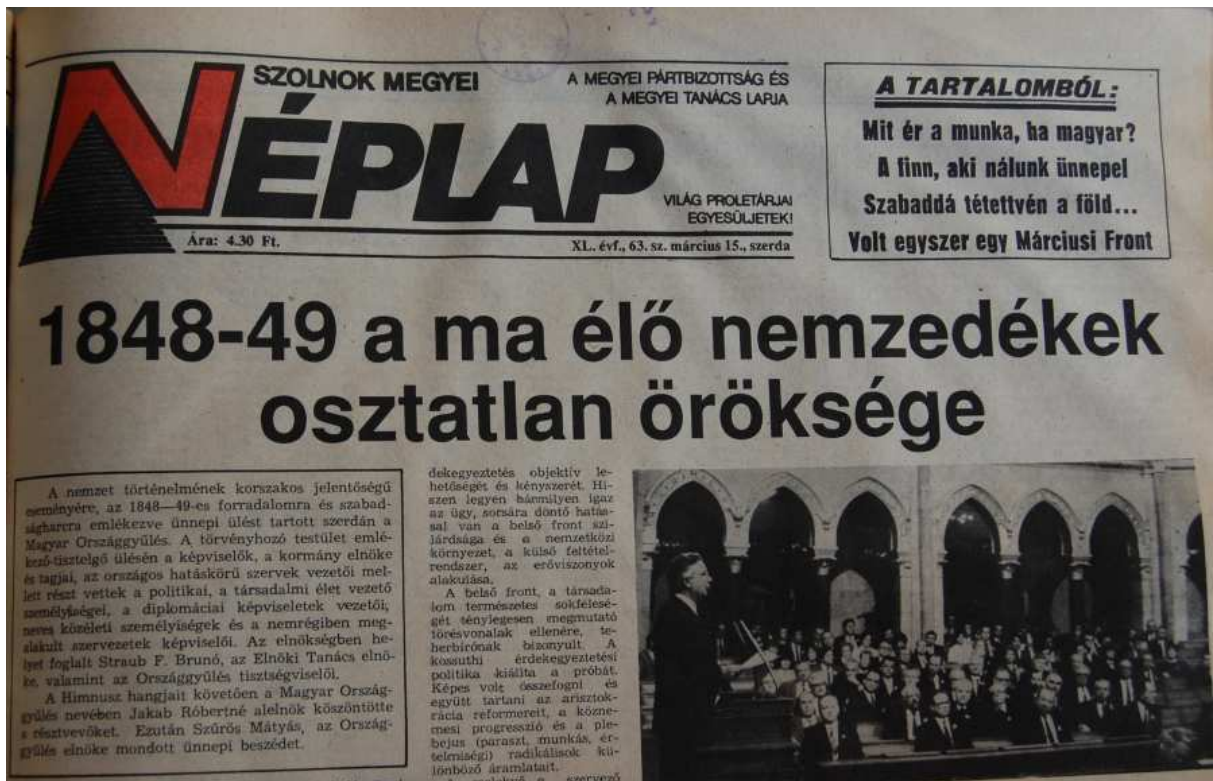 SZOLNOK MEGYEI
NÉPLAP
A MEGYEI PÁRTBIZOTTSÁG ÉS
A MEGYEI TANÁCS LAPJA
VILÁG PROLETÁRJAI
EGYESÜLJETEK!
Ára: 4.30 Ft.
XL. évf., 63. sz. március 15., szerda
A TARTALOMBÓL:
Mit ér a munka, ha magyar?
A finn, aki nálunk ünnepel
Szabaddá tétettvén a föld...
Volt egyszer egy Márciusi Front
1848-49 a ma élő nemzedékek
osztatlan öröksége
A nemzet történelmének korszakos jelentőségű
eseményére, az 1848—49-es forradalomra és szabad-
ságharcra emlékezve ünnepi ülést tartott szerdán a
Magyar Országgyűlés. A törvényhozó testület emlé-
kező-tisztelgő ülésén a képviselők, a kormány elnöke
és tagjai, az országos hatáskörű szervek vezetői mel-
lett részt vettek a politikai, a társadalmi élet vezető
személyiségei, a diplomáciai képviseletek vezetői,
neves közéleti személyiségek és a nemrégiben meg-
alakult szervezetek képviselői. Az elnökségben he-
lyet foglalt Straub F. Brunó, az Elnöki Tanács elnö-
ke, valamint az Országgyűlés tisztségviselői.
A Himnusz hangjait követően a Magyar Ország-
gyűlés nevében Jakab Róbertné alelnök köszöntötte
a résztvevőket. Ezután Szűrös Mátyás, az Ország-
gyűlés elnöke mondott ünnepi beszédet.
dekegyeztetés objektív le-
hetőségét és kényszerét. Hi-
szen legyen bármilyen igaz
az ügy, sorsára döntő hatás-
sal van a belső front szi-
lárdsága és a nemzetközi
környezet, a külső feltétel-
rendszer, az erőviszonyok
alakulása.
A belső front, a társada-
lom természetes sokfélesé-
gét ténylegesen megmutató
törésvonalak ellenére, te-
herbírónak bizonyult. A
kossuthi érdekegyeztetési
politika kiállta a próbát.
Képes volt összefogni és
együtt tartani az arisztok-
rácia reformereit, a közne-
mesi progresszió és a ple-
bejus (paraszt, munkás, ér-
telmiségi) radikálisok kü-
lönböző áramlatait.
szervező